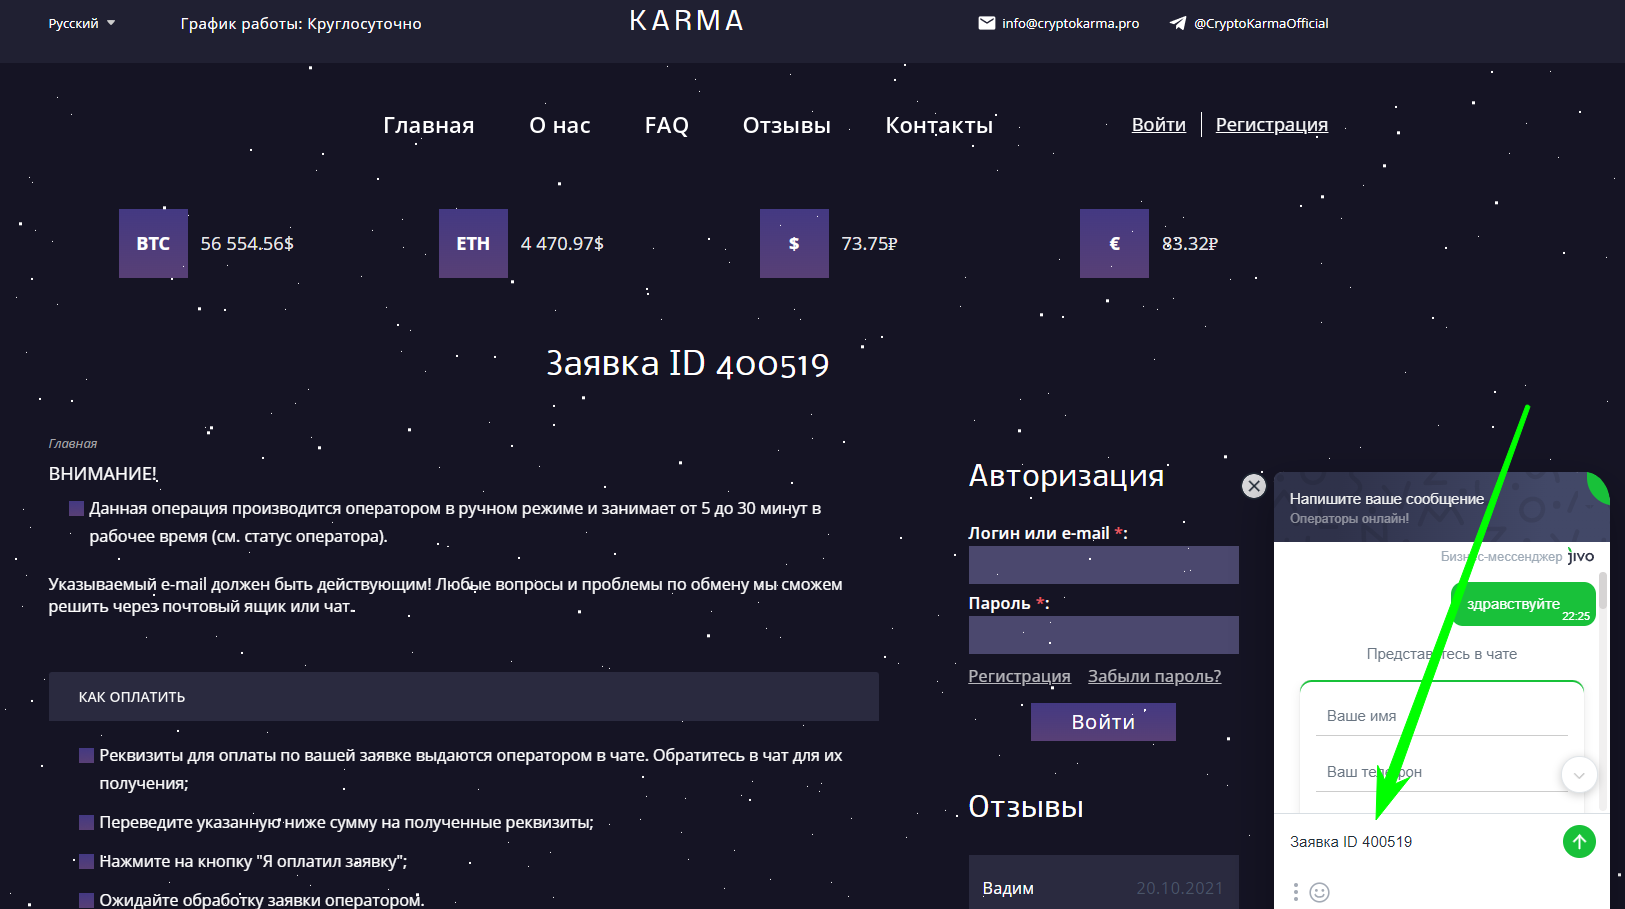 Русский
График работы: Круглосуточно
KARMA
info@cryptokarma.pro
@CryptoKarmaOfficial
Главная
О нас
FAQ
Отзывы
Контакты
Войти
Регистрация
BTC
56 554.56$
ETH
4 470.97$
$
73.75₽
€
83.32₽
Заявка ID 400519
Главная
ВНИМАНИЕ!
Данная операция производится оператором в ручном режиме и занимает от 5 до 30 минут в
рабочее время (см. статус оператора).
Указываемый e-mail должен быть действующим! Любые вопросы и проблемы по обмену мы сможем
решить через почтовый ящик или чат.
КАК ОПЛАТИТЬ
Реквизиты для оплаты по вашей заявке выдаются оператором в чате. Обратитесь в чат для их
получения;
Переведите указанную ниже сумму на полученные реквизиты;
Нажмите на кнопку "Я оплатил заявку";
Ожидайте обработку заявки оператором.
Авторизация
Логин или e-mail *:
Пароль *:
Регистрация
Забыли пароль?
Войти
Отзывы
Вадим
20.10.2021
Напишите ваше сообщение
Операторы онлайн!
Бизнес-мессенджер jivo
здравствуйте
22:25
Представьтесь в чате
Ваше имя
Ваш телефон
Заявка ID 400519